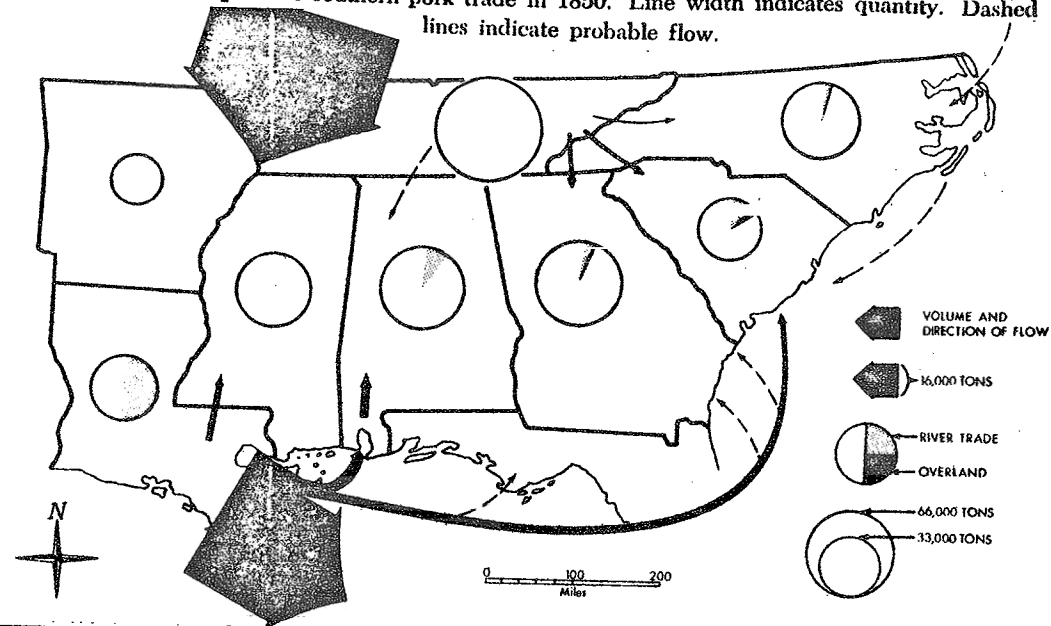 southern pork trade in 1850. Line width indicates quantity. Dashed
lines indicate probable flow.
VOLUME AND
DIRECTION OF FLOW
16,000 TONS
RIVER TRADE
OVERLAND
66,000 TONS
33,000 TONS
N
0 100 200
Miles